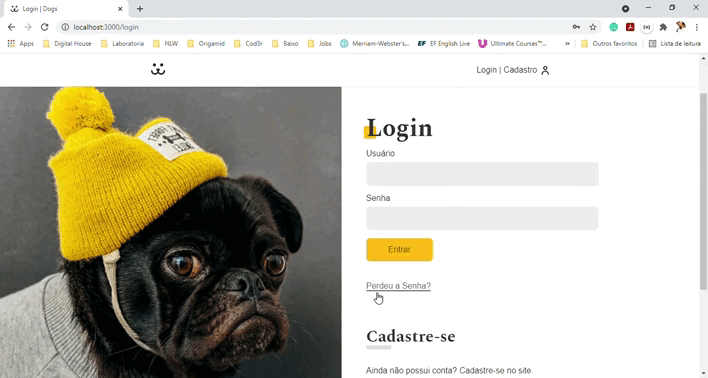 Login | Dogs
localhost:3000/login
Apps Digital House Laboratoria NLW Origamid Cod3r Baixo Jobs Merriam-Webster's... EF EF English Live Ultimate Courses™... » Outros favoritos Lista de leitura
Login | Cadastro
Login
Usuário
Senha
Entrar
Perdeu a Senha?
Cadastre-se
Ainda não possui conta? Cadastre-se no site.